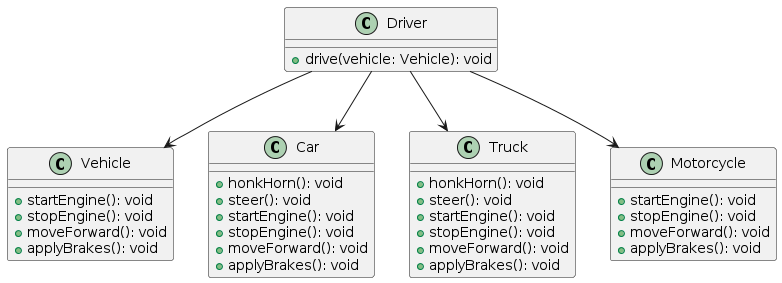 C Driver
drive(vehicle: Vehicle): void
C Vehicle
startEngine(): void
stopEngine(): void
moveForward(): void
applyBrakes(): void
C Car
honkHorn(): void
steer(): void
startEngine(): void
stopEngine(): void
moveForward(): void
applyBrakes(): void
C Truck
honkHorn(): void
steer(): void
startEngine(): void
stopEngine(): void
moveForward(): void
applyBrakes(): void
C Motorcycle
startEngine(): void
stopEngine(): void
moveForward(): void
applyBrakes(): void